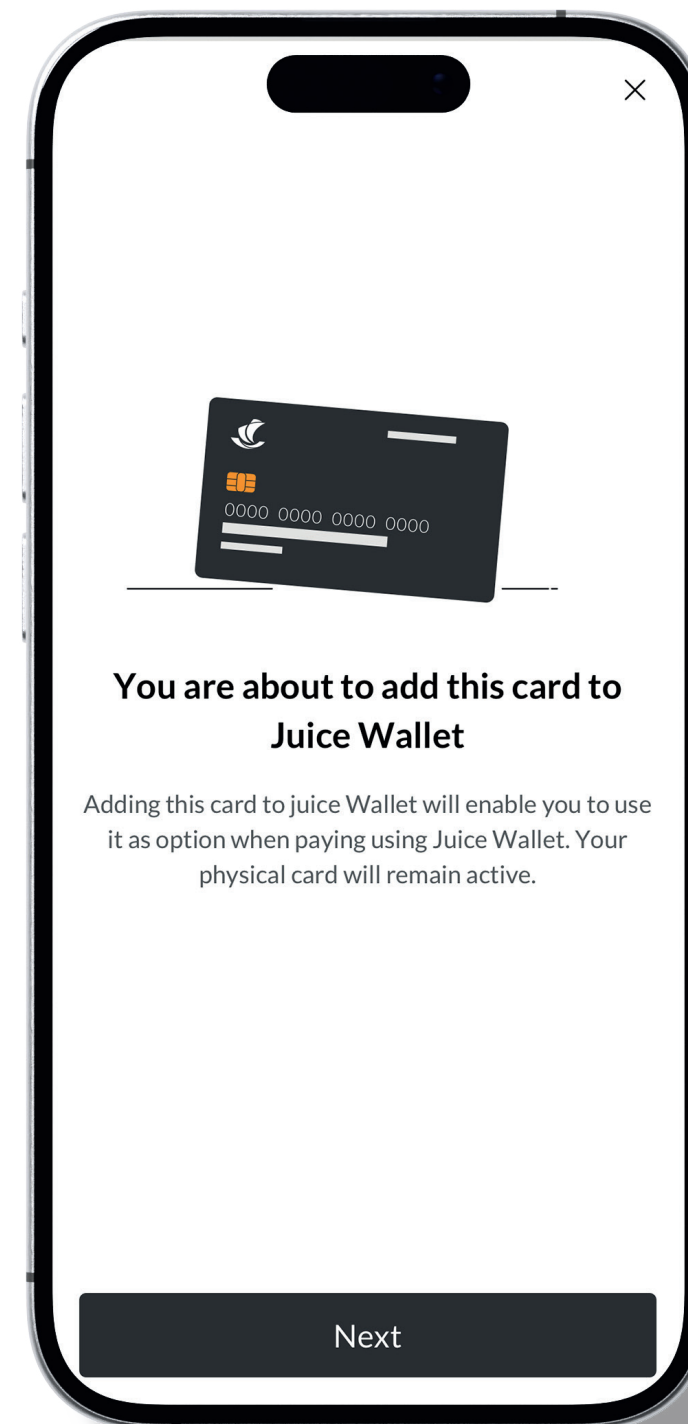 0000 0000 0000 0000
You are about to add this card to
Juice Wallet
Adding this card to juice Wallet will enable you to use
it as option when paying using Juice Wallet. Your
physical card will remain active.
Next